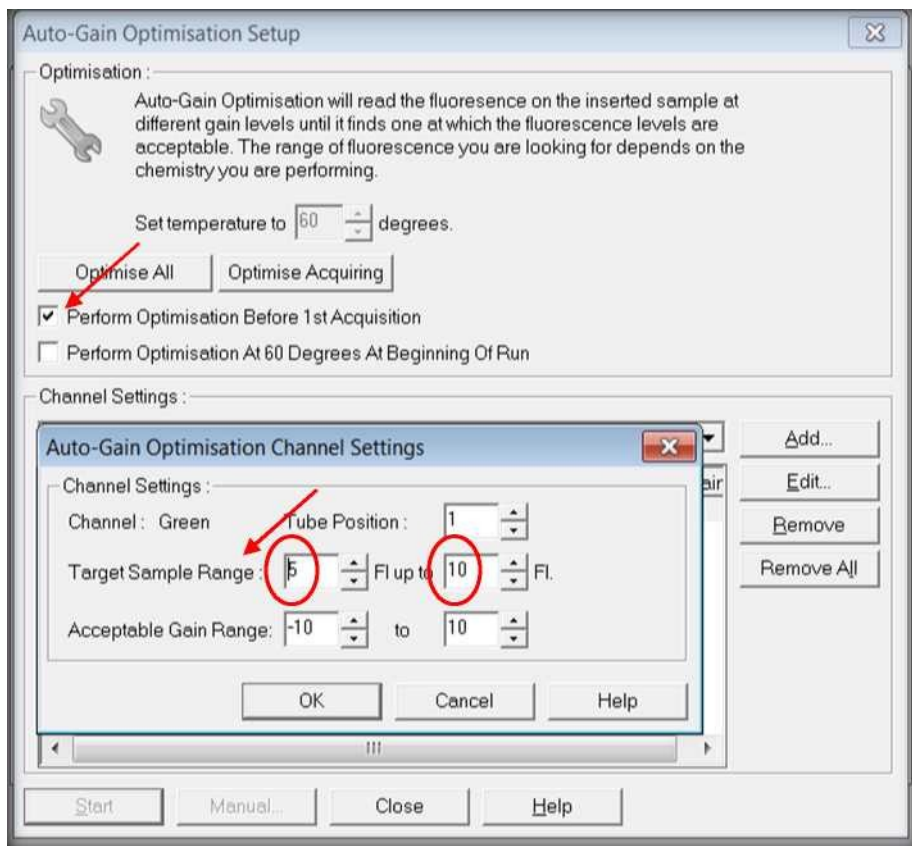 Auto-Gain Optimisation Setup
Optimisation :
Auto-Gain Optimisation will read the fluoresence on the inserted sample at
different gain levels until it finds one at which the fluorescence levels are
acceptable. The range of fluorescence you are looking for depends on the
chemistry you are performing.
Set temperature to 60 degrees.
Optimise All Optimise Acquiring
Perform Optimisation Before 1st Acquisition
Perform Optimisation At 60 Degrees At Beginning Of Run
Channel Settings :
Add...
Edit...
Remove
Remove All
Auto-Gain Optimisation Channel Settings
Channel Settings :
Channel : Green Tube Position : 1
Target Sample Range : 5 Fl up to 10 Fl.
Acceptable Gain Range: -10 to 10
OK Cancel Help
Start Manual... Close Help